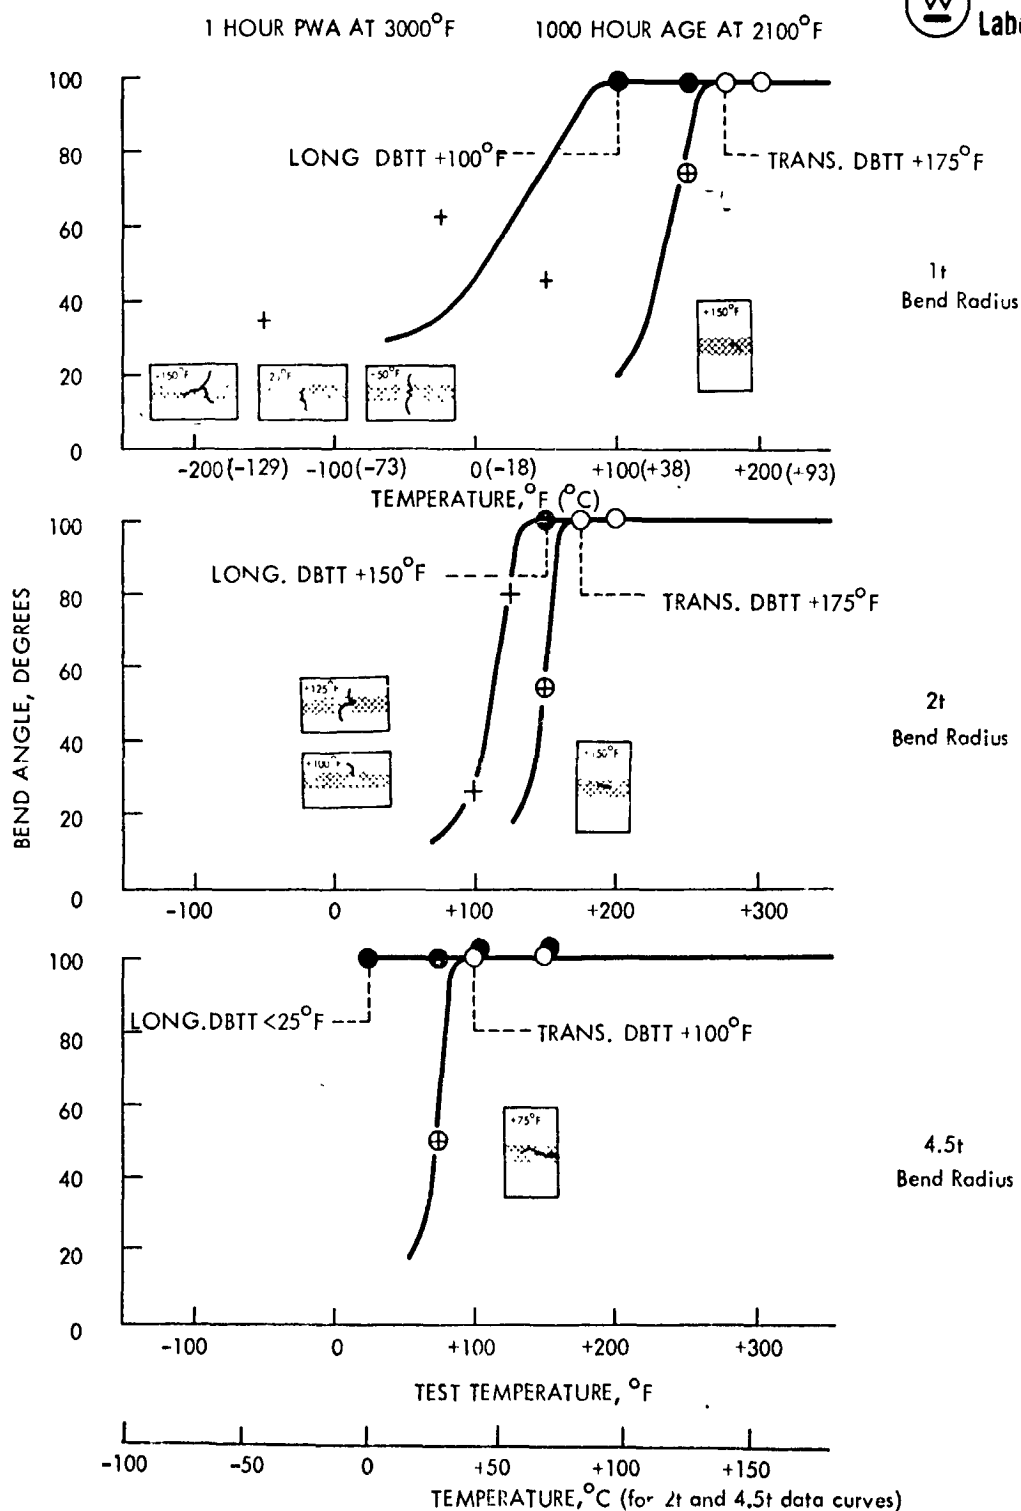 1 HOUR PWA AT 3000°F 1000 HOUR AGE AT 2100°F
W
100
80
60
40
20
0
LONG DBTT +100°F
TRANS. DBTT +175°F
+150°F
1t
Bend Radius
-200(-129) -100(-73) 0(-18) +100(+38) +200(+93)
TEMPERATURE,°F (°C)
BEND ANGLE, DEGREES
100
80
60
40
20
0
LONG. DBTT +150°F
TRANS. DBTT +175°F
+125°F
+100°F
+150°F
2t
Bend Radius
-100 0 +100 +200 +300
100
80
60
40
20
0
LONG.DBTT <25°F
TRANS. DBTT +100°F
+75°F
4.5t
Bend Radius
-100 0 +100 +200 +300
TEST TEMPERATURE, °F
-100 -50 0 +50 +100 +150
TEMPERATURE,°C (for 2t and 4.5t data curves)